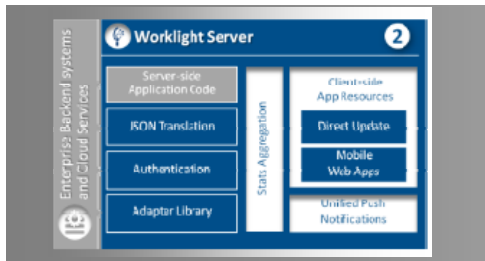 Enterprise Backend systems
and Cloud Services
Worklight Server
2
Server-side
Application Code
JSON Translation
Authentication
Adapter Library
Stats Aggregation
Client-side
App Resources
Direct Update
Mobile
Web Apps
Unified Push
Notifications